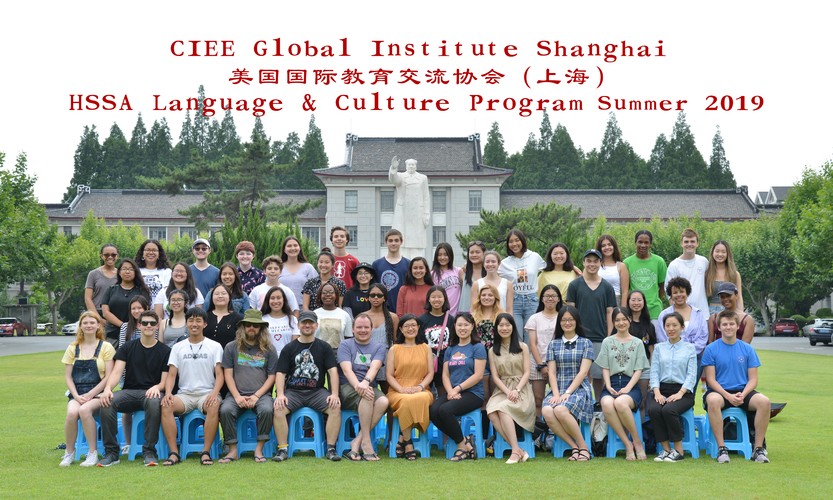 CIEE Global Institute Shanghai
美国国际教育交流协会 (上海)
HSSA Language & Culture Program Summer 2019
adidas